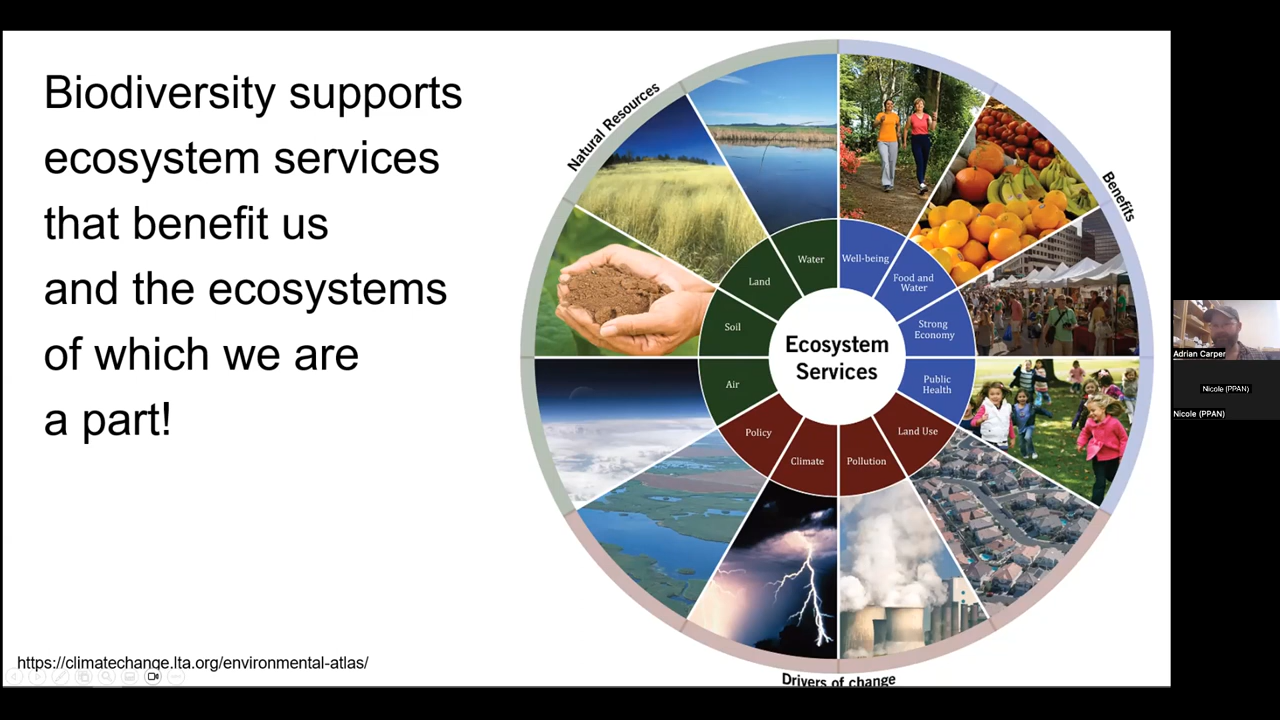 Biodiversity supports
ecosystem services
that benefit us
and the ecosystems
of which we are
a part!
https://climatechange.lta.org/environmental-atlas/
Natural Resources
Benefits
Drivers of change
Ecosystem
Services
Water
Land
Soil
Air
Well-being
Food and
Water
Strong
Economy
Public
Health
Land Use
Pollution
Climate
Policy
Adrian Carper
Nicole (PPAN)
Nicole (PPAN)